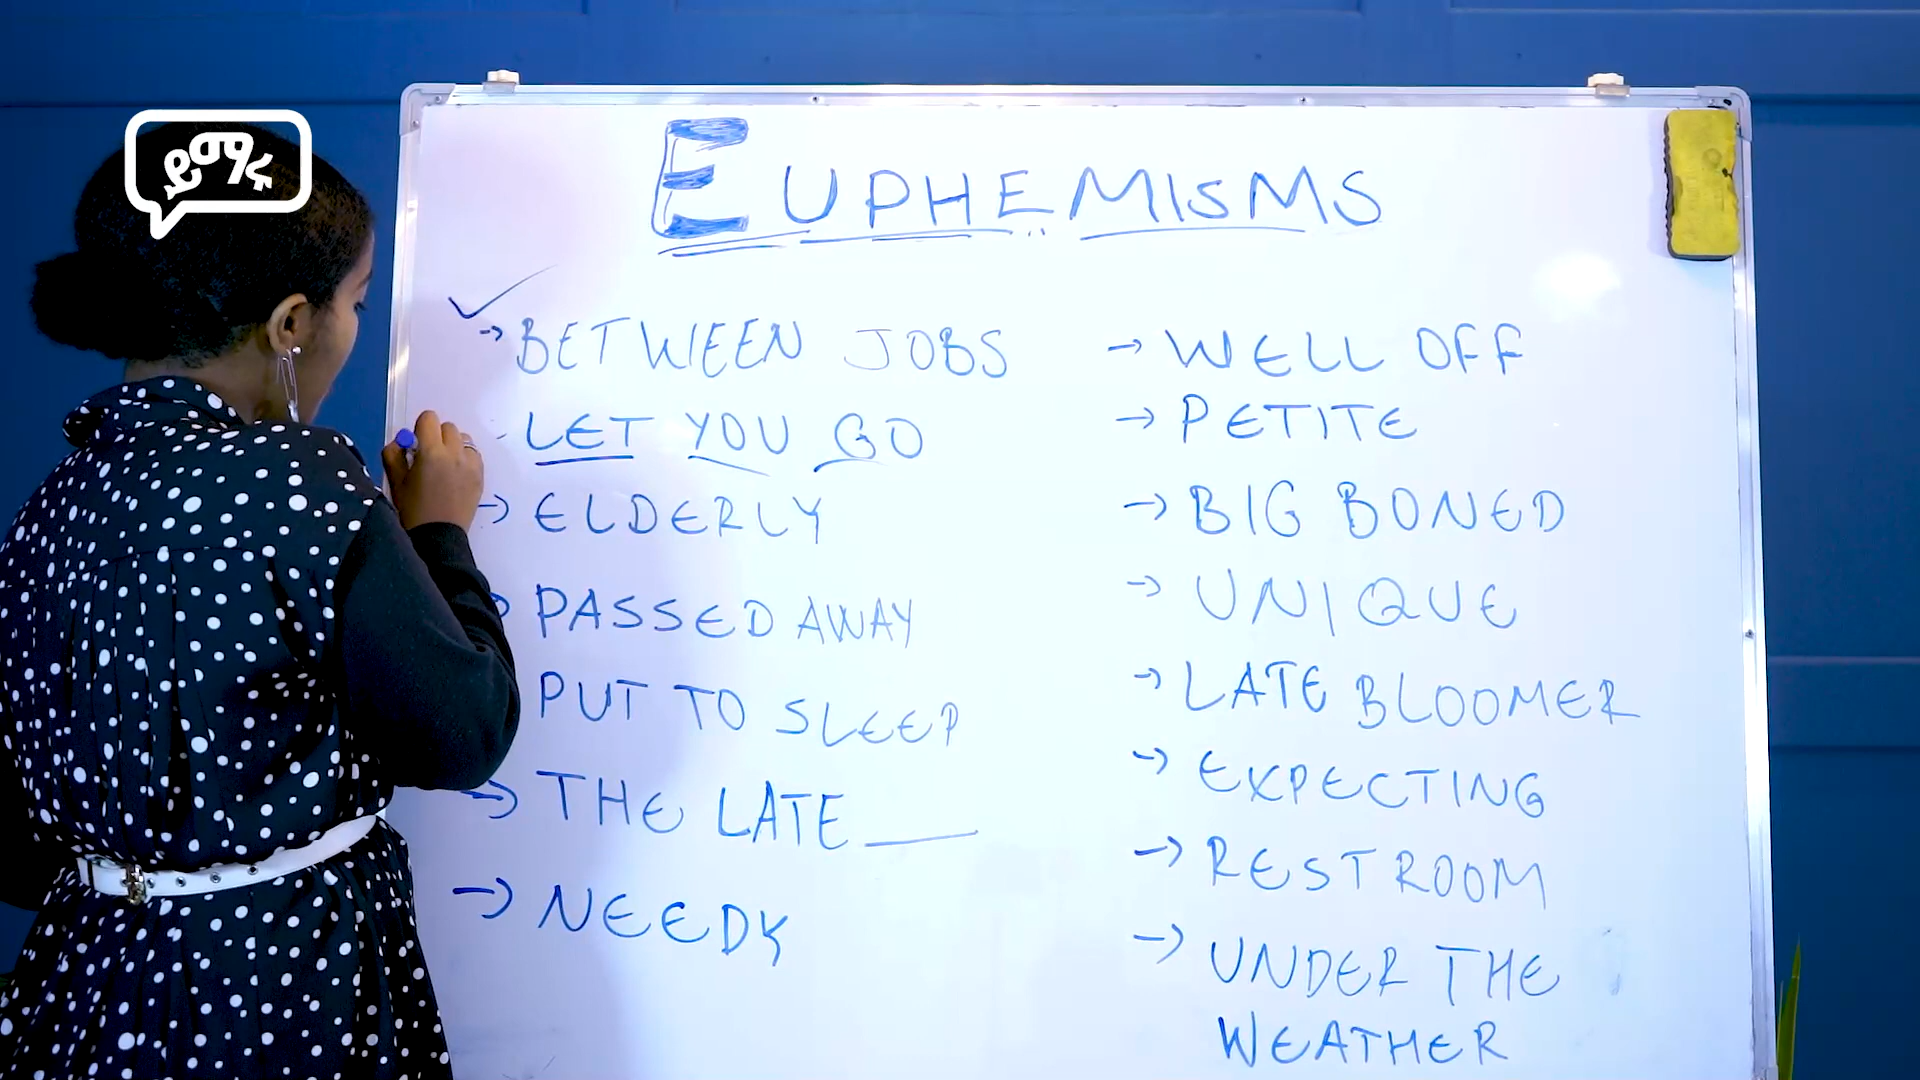 ይማሩ
EUPHEMISMS
→ BETWEEN JOBS
LET YOU GO
→ ELDERLY
→ PASSED AWAY
PUT TO SLEEP
→ THE LATE ___
→ NEEDY
→ WELL OFF
→ PETITE
→ BIG BONED
→ UNIQUE
→ LATE BLOOMER
→ EXPECTING
→ RESTROOM
→ UNDER THE
WEATHER